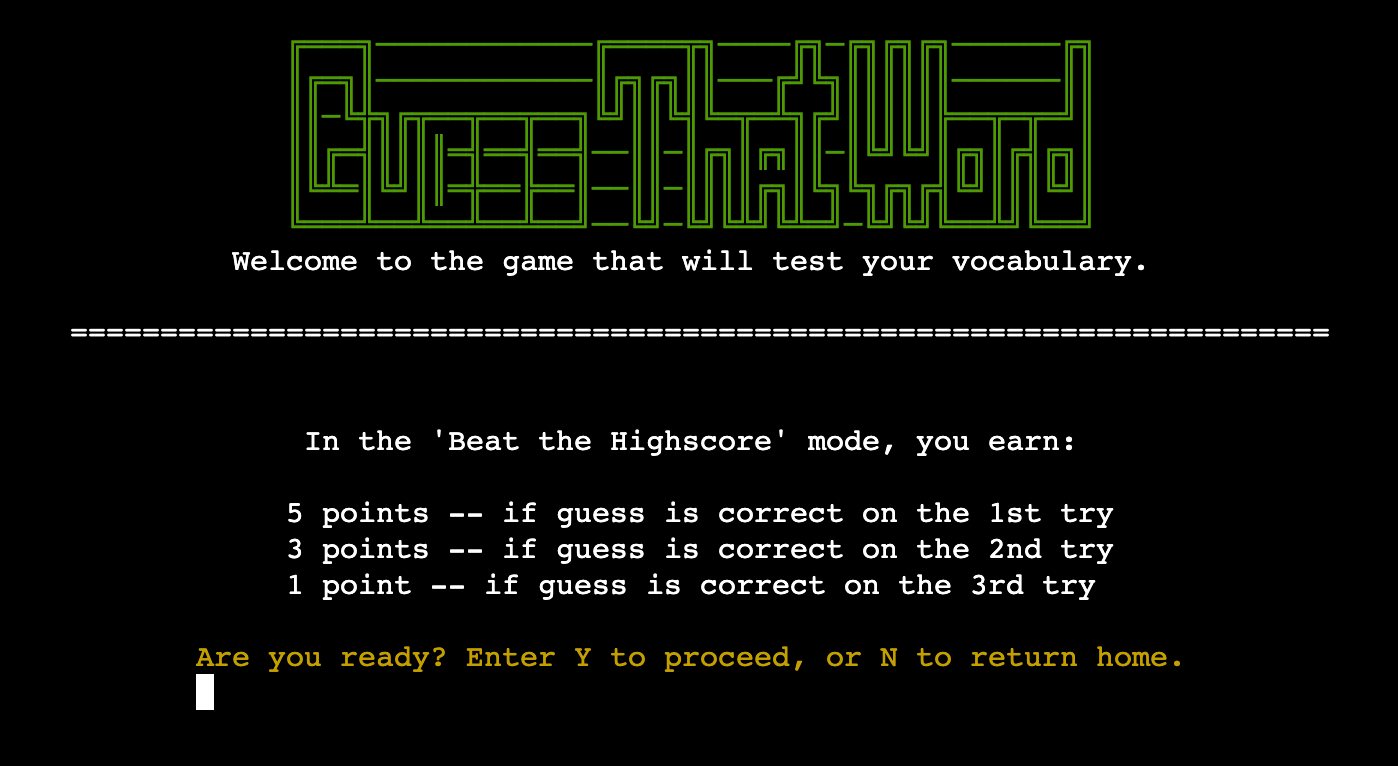 Guess That Word
Welcome to the game that will test your vocabulary.
======================================================================
In the 'Beat the Highscore' mode, you earn:
5 points -- if guess is correct on the 1st try
3 points -- if guess is correct on the 2nd try
1 point -- if guess is correct on the 3rd try
Are you ready? Enter Y to proceed, or N to return home.